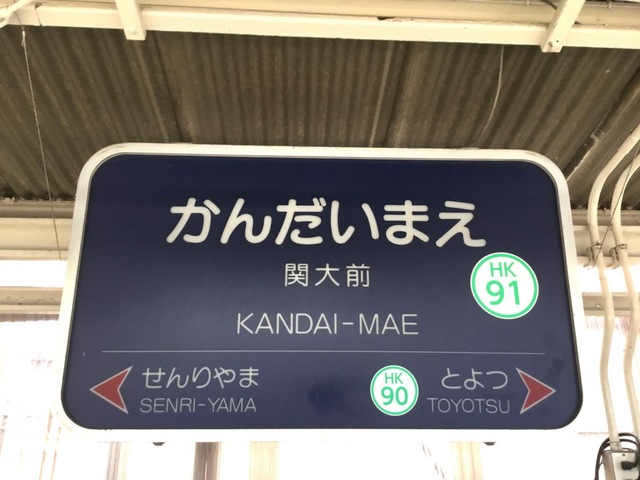 かんだいまえ
関大前
HK
91
KANDAI-MAE
せんりやま
SENRI-YAMA
HK
90
とよつ
TOYOTSU